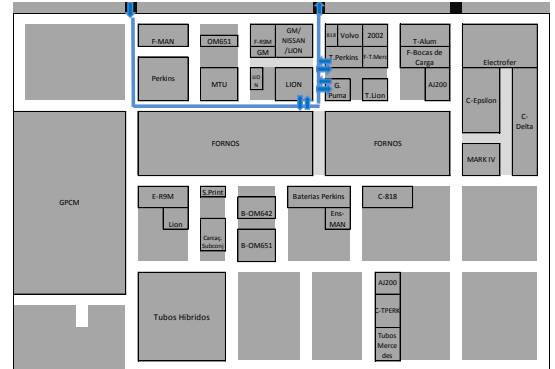 F-MAN
OM651
F-R9M
GM/
NISSAN
/LION
GM
818
Volvo
2002
T.Perkins
F-T.Merc
T-Alum
F-Bocas de
Carga
Electrofer
Perkins
MTU
LIO
N
LION
G.
Puma
T.Lion
AJ200
C-Epsilon
C-
Delta
FORNOS
FORNOS
MARK IV
GPCM
E-R9M
Lion
S.Print
Carcaç.
Subconj
B-OM642
B-OM651
Baterias Perkins
Ens-
MAN
C-818
Tubos Hibridos
AJ200
C-TPERK
Tubos
Merce
des